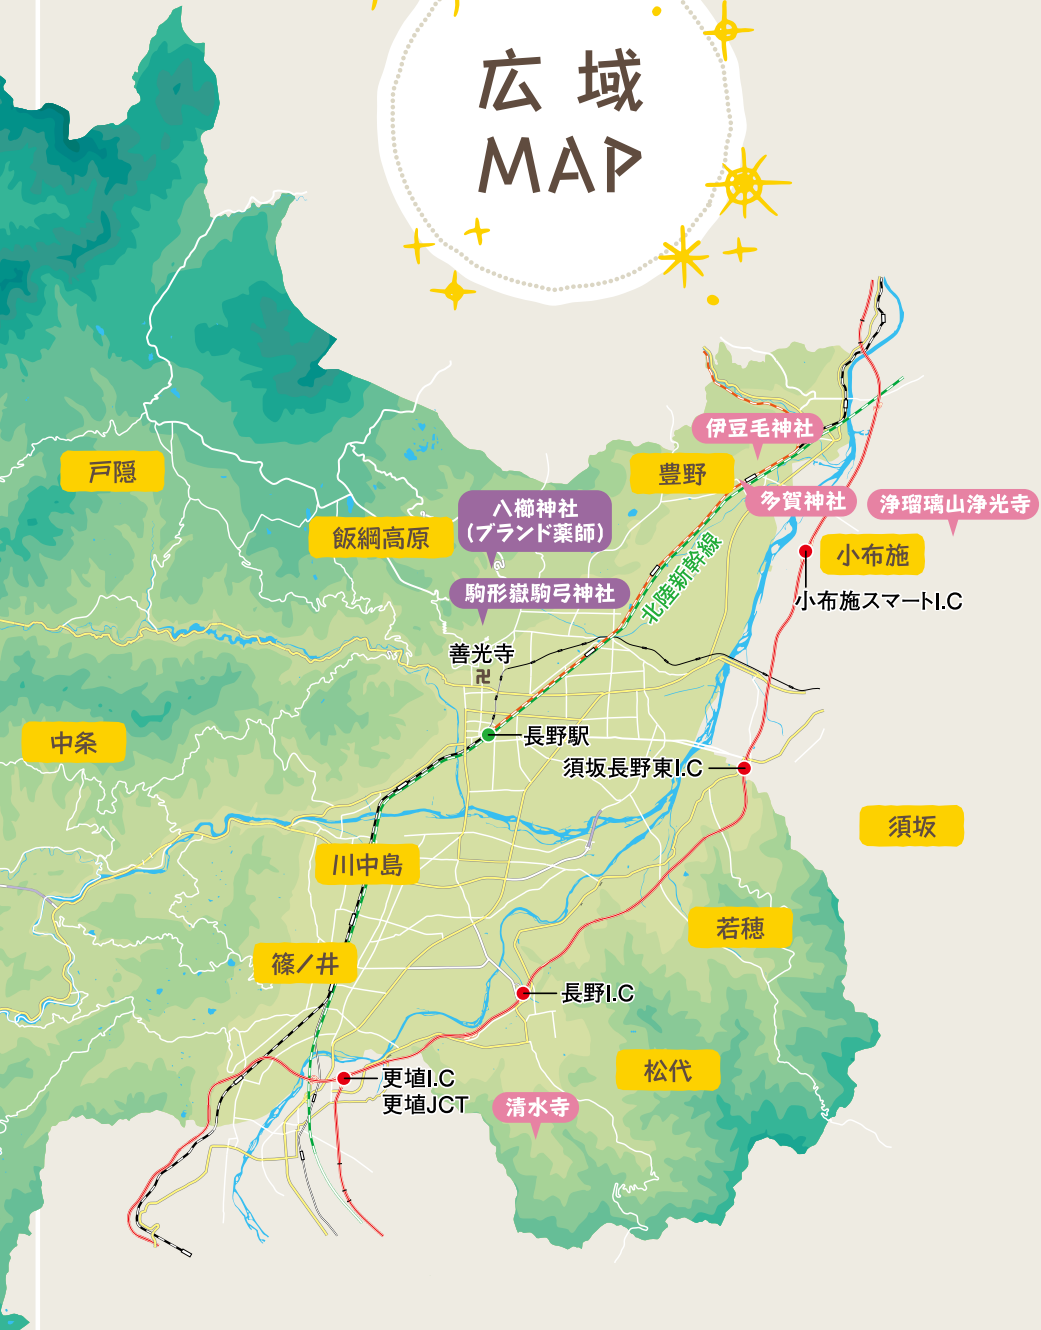 広域
MAP
伊豆毛神社
戸隠
豊野
多賀神社
浄瑠璃山浄光寺
八櫛神社
(ブランド薬師)
飯綱高原
小布施
北陸新幹線
駒形嶽駒弓神社
小布施スマートI.C
善光寺
卍
長野駅
中条
須坂長野東I.C
須坂
川中島
若穂
篠ノ井
長野I.C
松代
更埴I.C
更埴JCT
清水寺